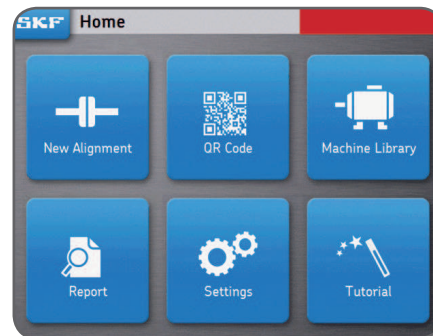 SKF Home
New Alignment QR Code Machine Library
Report Settings Tutorial